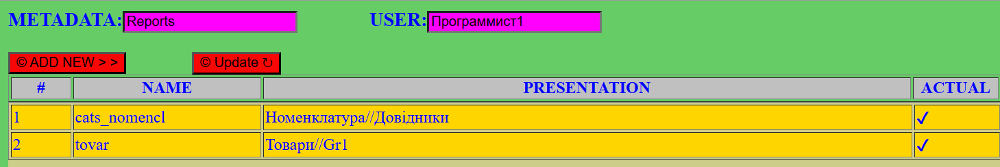 METADATA: Reports USER: Программист1
© ADD NEW > > © Update ↻
# NAME PRESENTATION ACTUAL
1 cats_nomencl Номенклатура//Довідники ✓
2 tovar Товари//Gr1 ✓